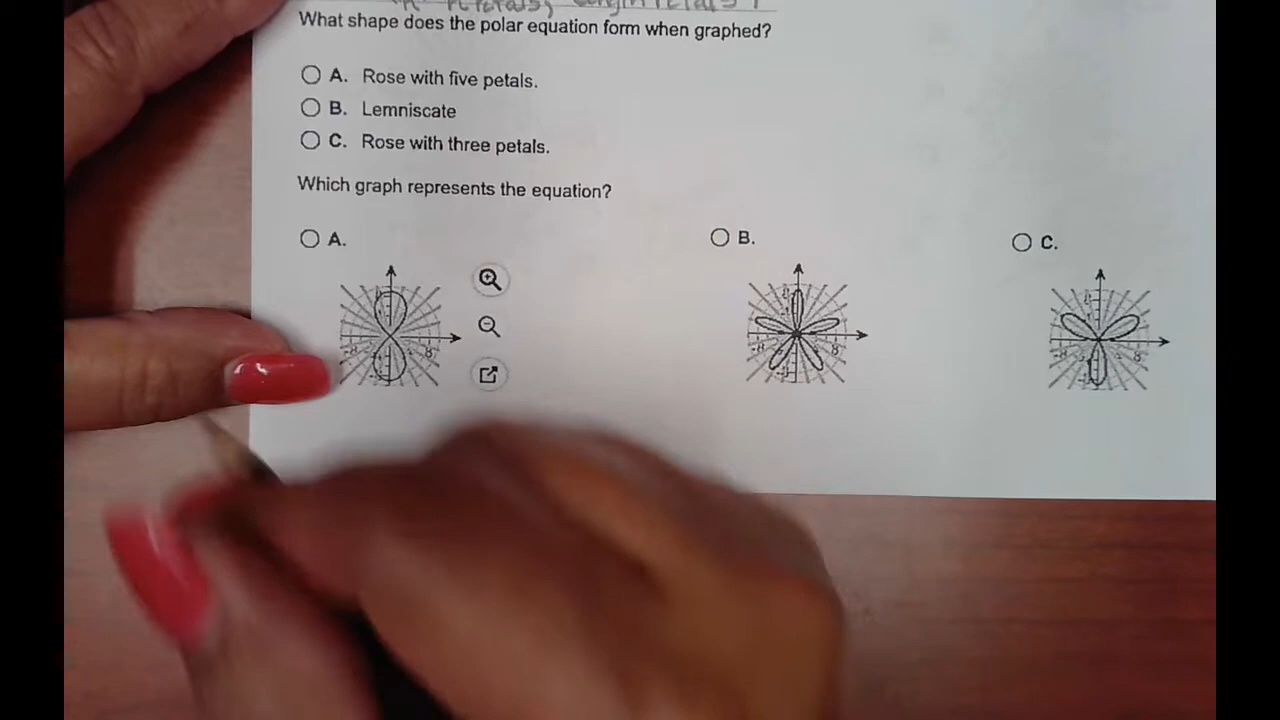 What shape does the polar equation form when graphed?
A. Rose with five petals.
B. Lemniscate
C. Rose with three petals.
Which graph represents the equation?
A. B. C.